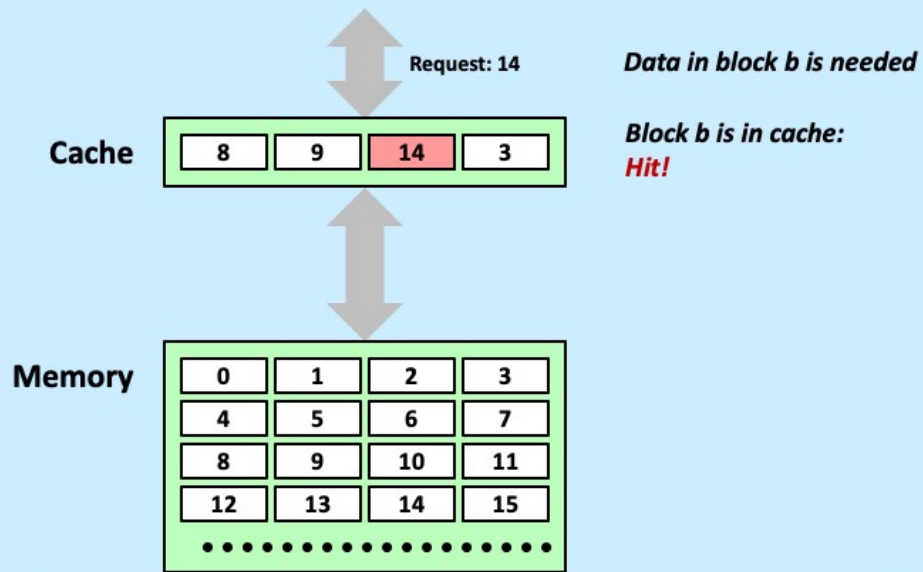 Request: 14
Data in block b is needed
Cache
8 9 14 3
Block b is in cache:
Hit!
Memory
0 1 2 3
4 5 6 7
8 9 10 11
12 13 14 15